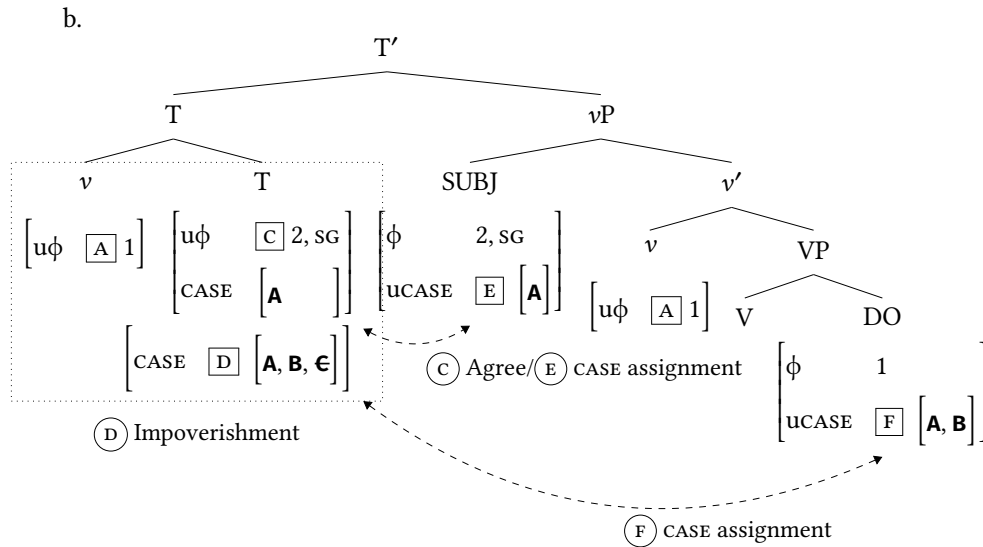 b.
T′
T vP
v T SUBJ v′
[uφ A 1] [uφ C 2, SG] [φ 2, SG] v VP
CASE [A ] uCASE E [A] [uφ A 1] V DO
[CASE D [A, B, C]] C Agree/ E CASE assignment [φ 1]
D Impoverishment uCASE F [A, B]
F CASE assignment